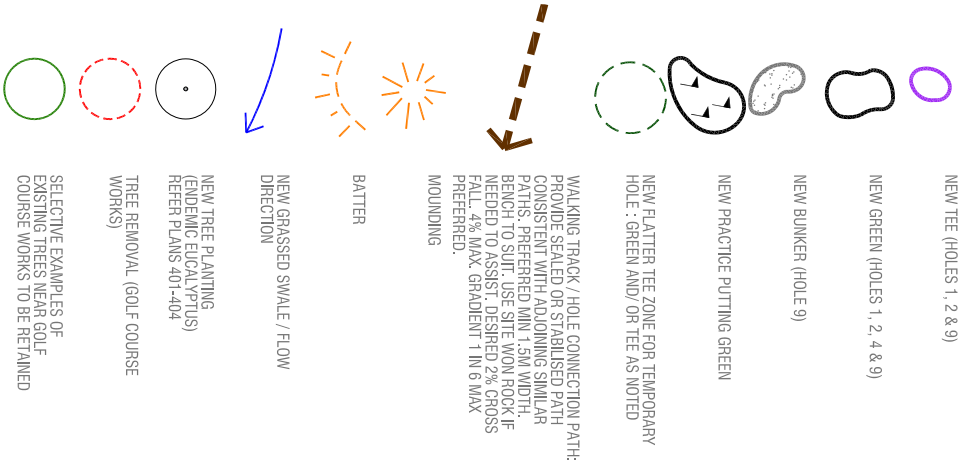 NEW TEE (HOLES 1, 2 & 9)
NEW GREEN (HOLES 1, 2, 4 & 9)
NEW BUNKER (HOLE 9)
NEW PRACTICE PUTTING GREEN
NEW FLATTER TEE ZONE FOR TEMPORARY
HOLE : GREEN AND/ OR TEE AS NOTED
WALKING TRACK / HOLE CONNECTION PATH:
PROVIDE SEALED OR STABILISED PATH
CONSISTENT WITH ADJOINING SIMILAR
PATHS. PREFERRED MIN 1.5M WIDTH.
BENCH TO SUIT. USE SITE WON ROCK IF
NEEDED TO ASSIST. DESIRED 2% CROSS
FALL. 4% MAX. GRADIENT 1 IN 6 MAX
PREFERRED.
MOUNDING
BATTER
NEW GRASSED SWALE / FLOW
DIRECTION
NEW TREE PLANTING
(ENDEMIC EUCALYPTUS)
REFER PLANS 401-404
TREE REMOVAL (GOLF COURSE
WORKS)
SELECTIVE EXAMPLES OF
EXISTING TREES NEAR GOLF
COURSE WORKS TO BE RETAINED